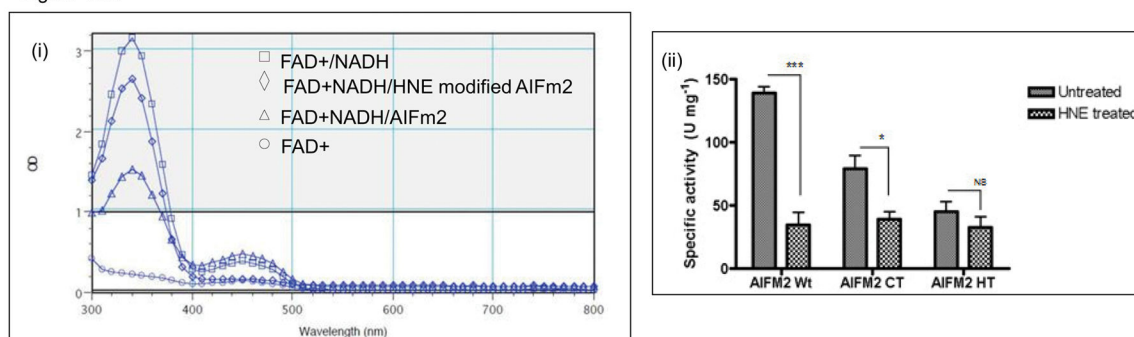 (i)
FAD+/NADH
FAD+NADH/HNE modified AIFm2
FAD+NADH/AIFm2
FAD+
OD
3
2
1
0
300
400
500
600
700
800
Wavelength (nm)
(ii)
Untreated
HNE treated
***
*
Specific activity (U mg-1)
150
100
50
0
AIFM2 Wt
AIFM2 CT
AIFM2 HT